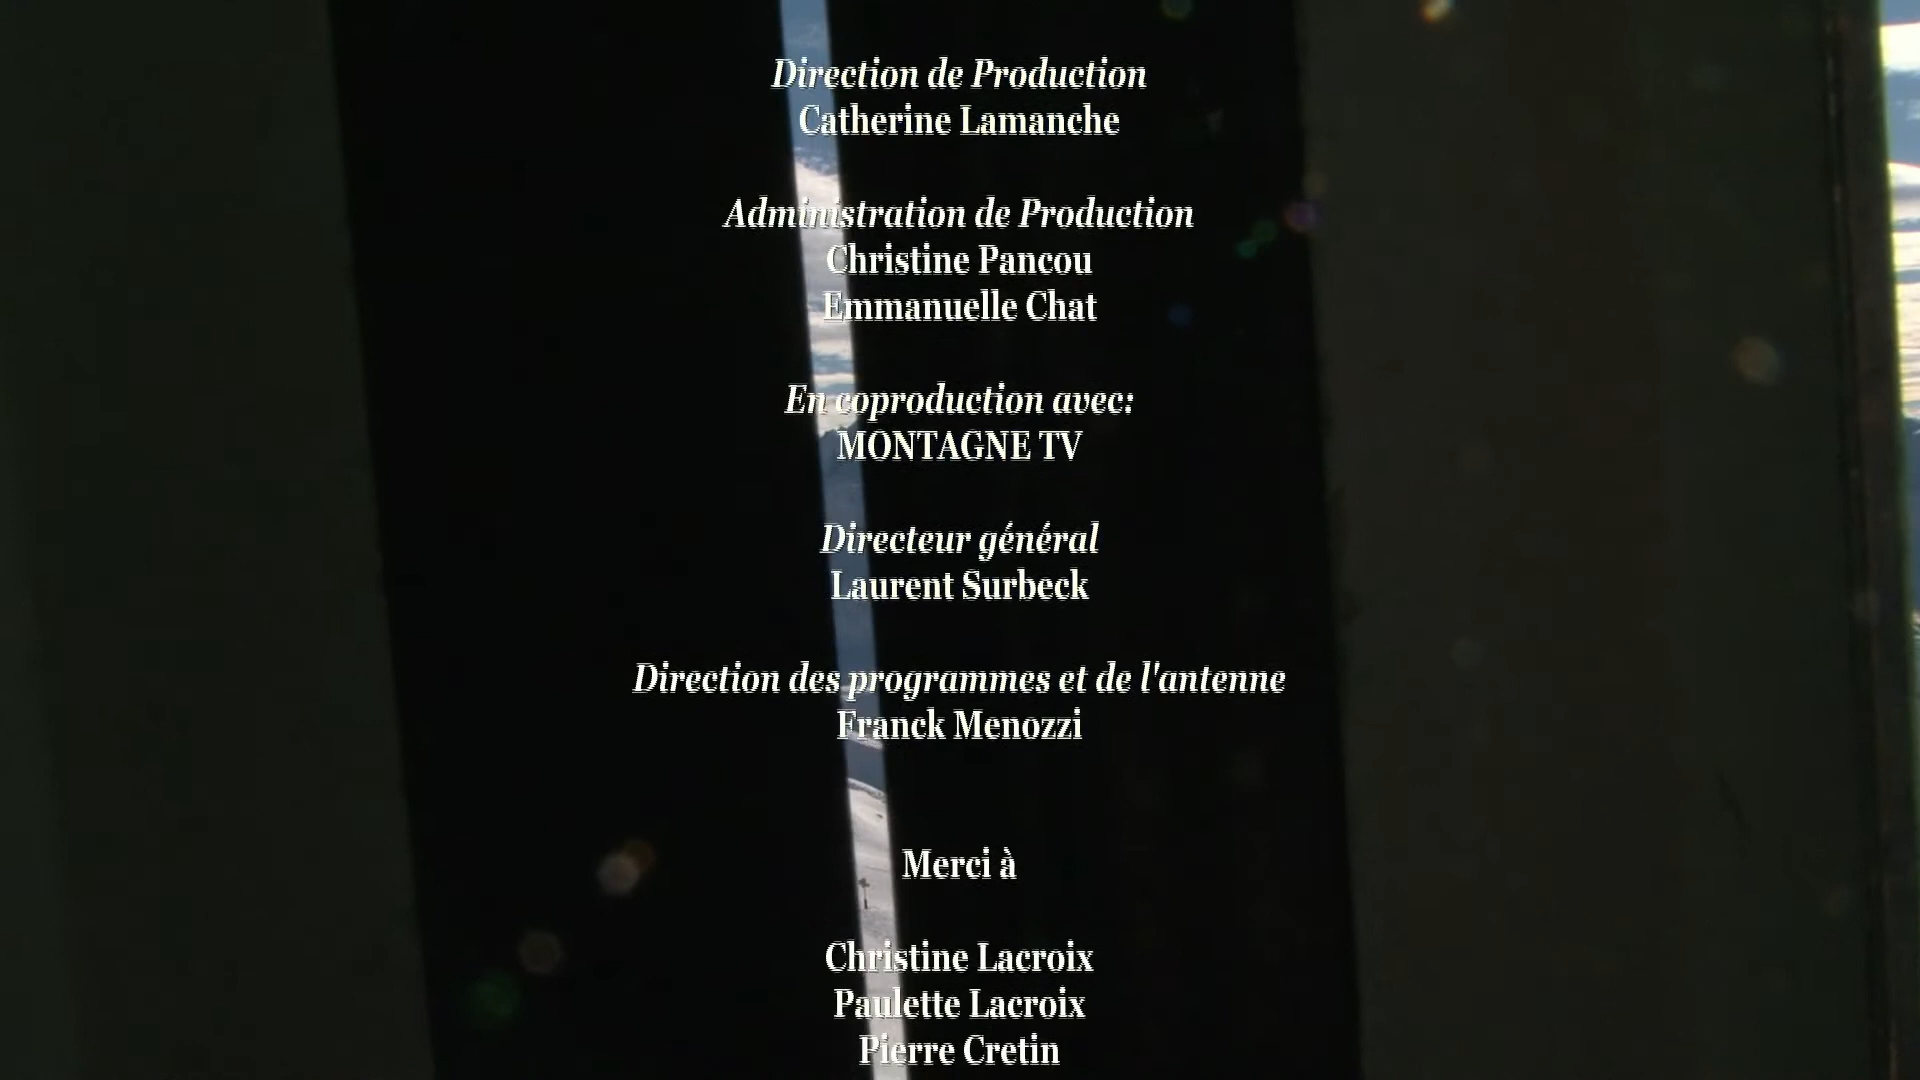 Direction de Production
Catherine Lamanche
Administration de Production
Christine Pancou
Emmanuelle Chat
En coproduction avec:
MONTAGNE TV
Directeur général
Laurent Surbeck
Direction des programmes et de l'antenne
Franck Menozzi
Merci à
Christine Lacroix
Paulette Lacroix
Pierre Cretin